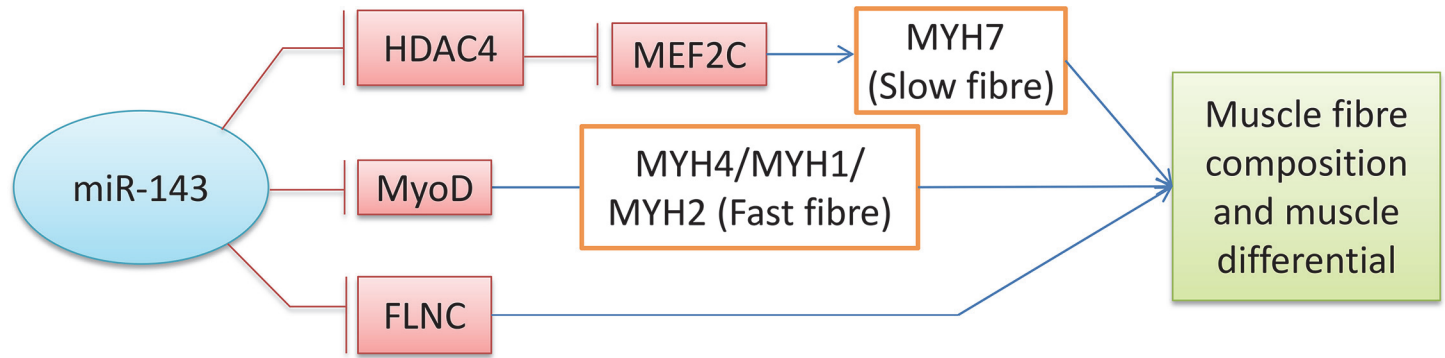 HDAC4
MEF2C
MYH7
(Slow fibre)
miR-143
MyoD
MYH4/MYH1/
MYH2 (Fast fibre)
FLNC
Muscle fibre
composition
and muscle
differential